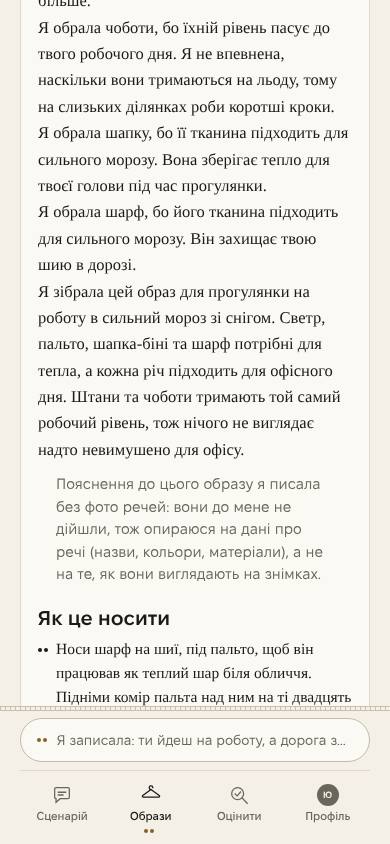 більше.
Я обрала чоботи, бо їхній рівень пасує до
твого робочого дня. Я не впевнена,
наскільки вони тримаються на льоду, тому
на слизьких ділянках роби коротші кроки.
Я обрала шапку, бо її тканина підходить для
сильного морозу. Вона зберігає тепло для
твоєї голови під час прогулянки.
Я обрала шарф, бо його тканина підходить
для сильного морозу. Він захищає твою
шию в дорозі.
Я зібрала цей образ для прогулянки на
роботу в сильний мороз зі снігом. Светр,
пальто, шапка-біні та шарф потрібні для
тепла, а кожна річ підходить для офісного
дня. Штани та чоботи тримають той самий
робочий рівень, тож нічого не виглядає
надто невимушено для офісу.
Пояснення до цього образу я писала
без фото речей: вони до мене не
дійшли, тож опираюся на дані про
речі (назви, кольори, матеріали), а не
на те, як вони виглядають на знімках.
Як це носити
•• Носи шарф на шиї, під пальто, щоб він
працював як теплий шар біля обличчя.
Підніми комір пальта над ним на ті двадцять
•• Я записала: ти йдеш на роботу, а дорога з...
Сценарій Образи Оцінити Ю Профіль